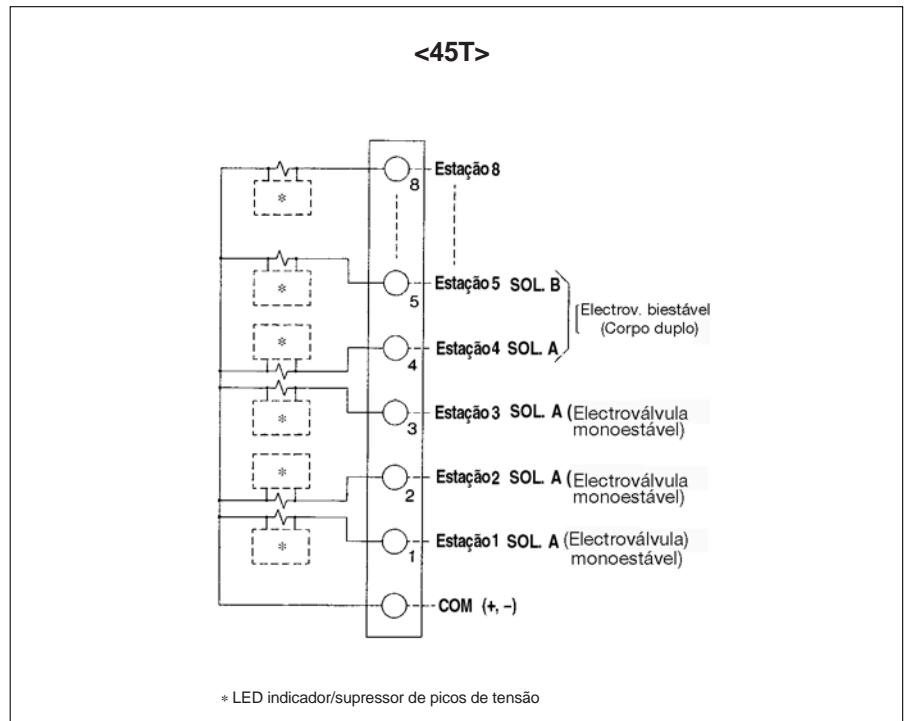 <45T>
* 8 Estação 8
* 5 Estação 5 SOL. B
Electrov. biestável
(Corpo duplo)
* 4 Estação 4 SOL. A
* 3 Estação 3 SOL. A (Electroválvula
monoestável)
* 2 Estação 2 SOL. A (Electroválvula
monoestável)
* 1 Estação 1 SOL. A (Electroválvula)
monoestável)
COM (+, −)
* LED indicador/supressor de picos de tensão